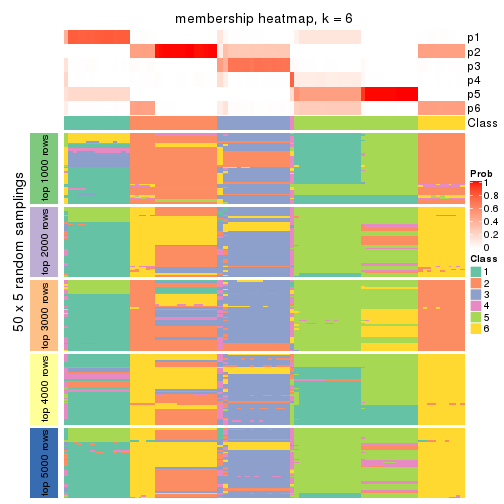 membership heatmap, k = 6
p1
p2
p3
p4
p5
p6
Class
50 x 5 random samplings
top 1000 rows
top 2000 rows
top 3000 rows
top 4000 rows
top 5000 rows
Prob
1
0.8
0.6
0.4
0.2
0
Class
1
2
3
4
5
6